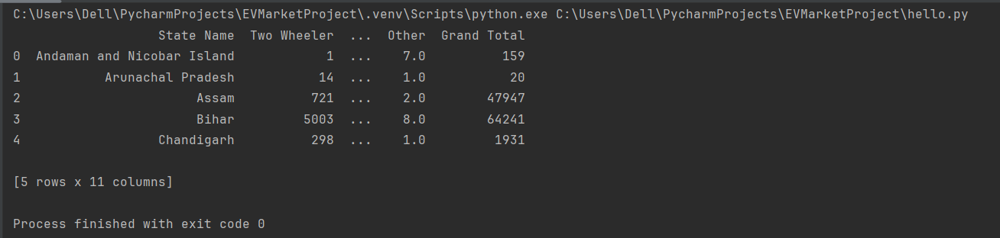 C:\Users\Dell\PycharmProjects\EVMarketProject\.venv\Scripts\python.exe C:\Users\Dell\PycharmProjects\EVMarketProject\hello.py
                   State Name  Two Wheeler  ...  Other  Grand Total
0  Andaman and Nicobar Island            1  ...    7.0          159
1           Arunachal Pradesh           14  ...    1.0           20
2                       Assam          721  ...    2.0        47947
3                       Bihar         5003  ...    8.0        64241
4                  Chandigarh          298  ...    1.0         1931
[5 rows x 11 columns]
Process finished with exit code 0